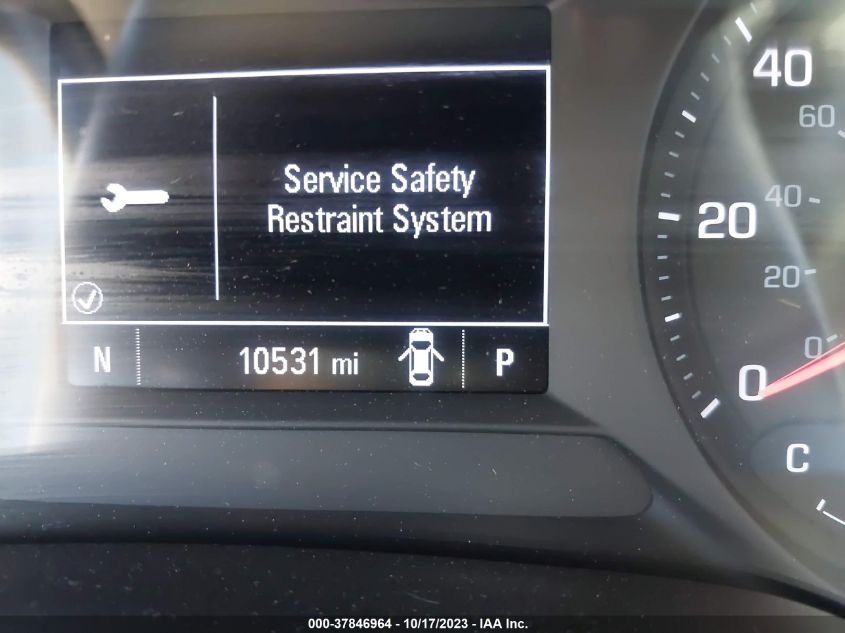 Service Safety
Restraint System
N 10531 mi P
40
60
20
40
20
0
0
C
000-37846964 - 10/17/2023 - IAA Inc.